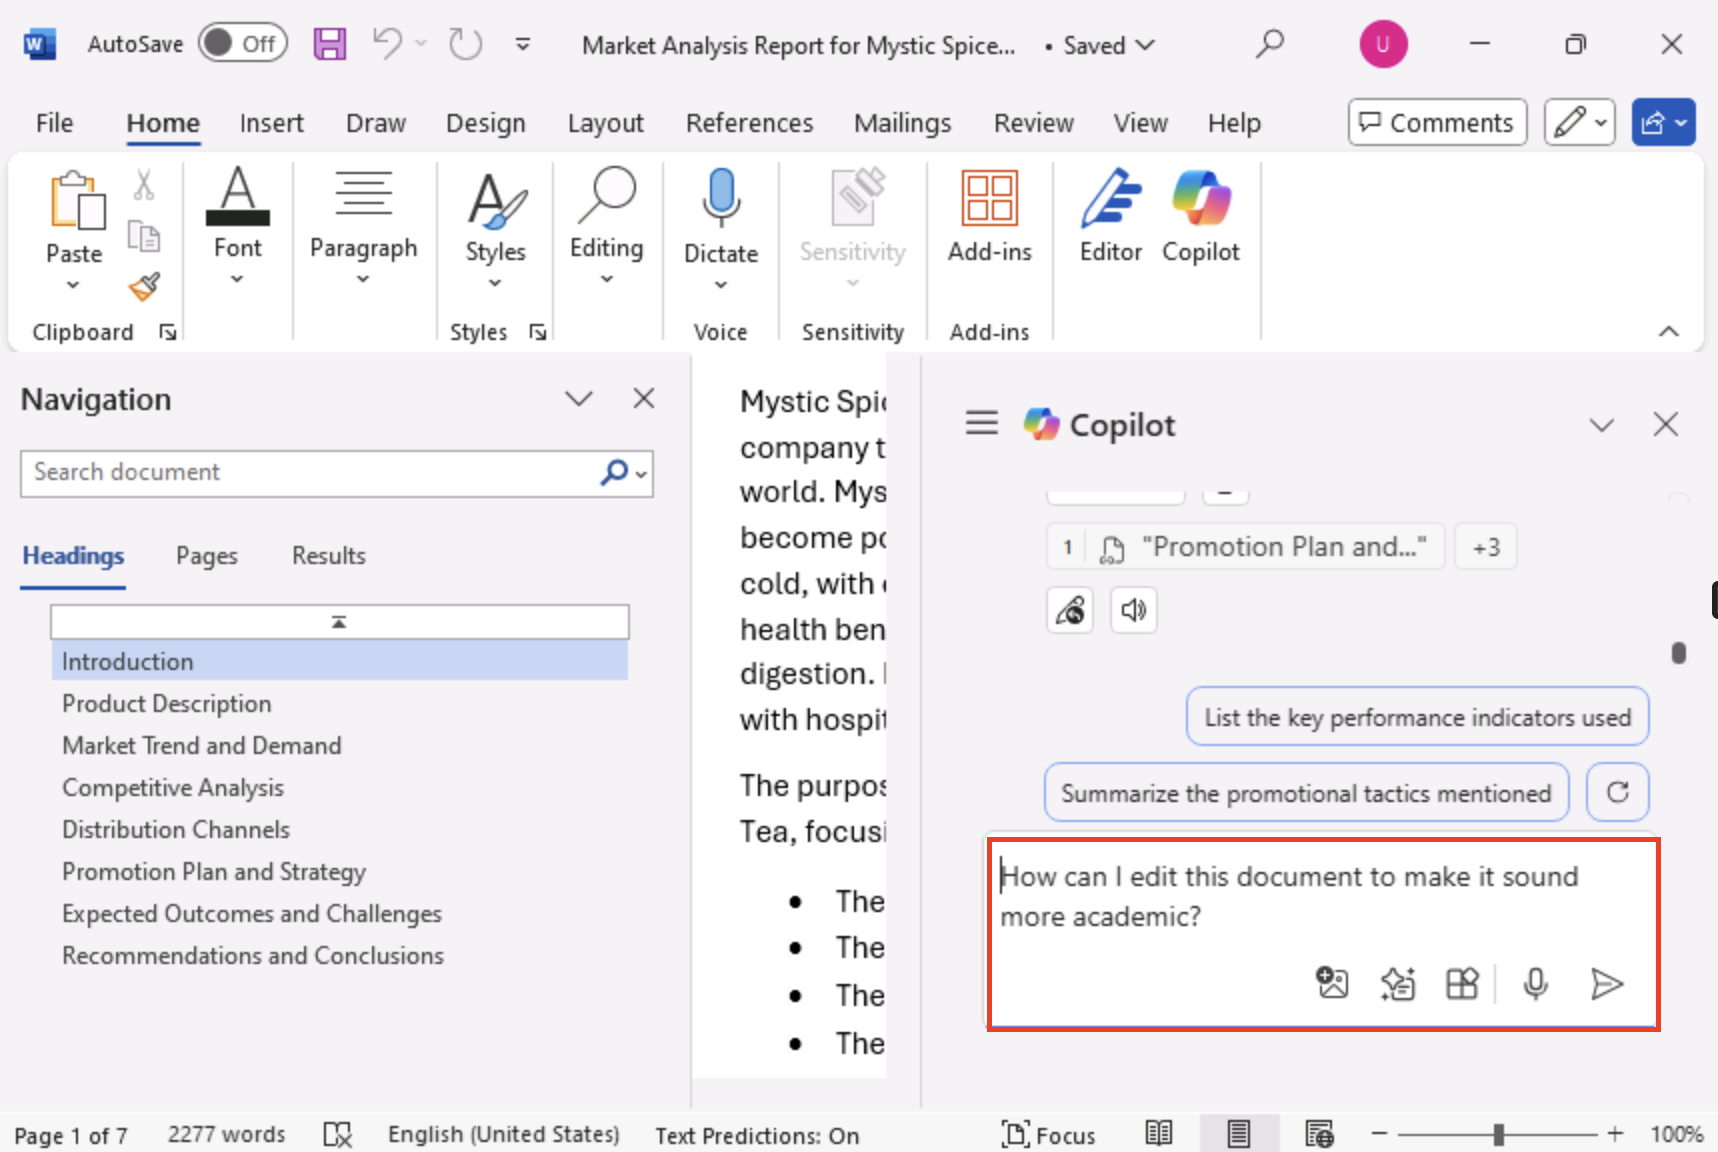 W AutoSave Off Market Analysis Report for Mystic Spice... • Saved U
File Home Insert Draw Design Layout References Mailings Review View Help Comments
Paste Font Paragraph Styles Editing Dictate Sensitivity Add-ins Editor Copilot
Clipboard Styles Voice Sensitivity Add-ins
Navigation
Search document
Headings Pages Results
Introduction
Product Description
Market Trend and Demand
Competitive Analysis
Distribution Channels
Promotion Plan and Strategy
Expected Outcomes and Challenges
Recommendations and Conclusions
Mystic
company
world.
become
cold, with
health
digestion.
with
The
Tea,
• The
• The
• The
• The
Copilot
1 "Promotion Plan and..." +3
List the key performance indicators used
Summarize the promotional tactics mentioned
How can I edit this document to make it sound
more academic?
Page 1 of 7 2277 words English (United States) Text Predictions: On Focus 100%